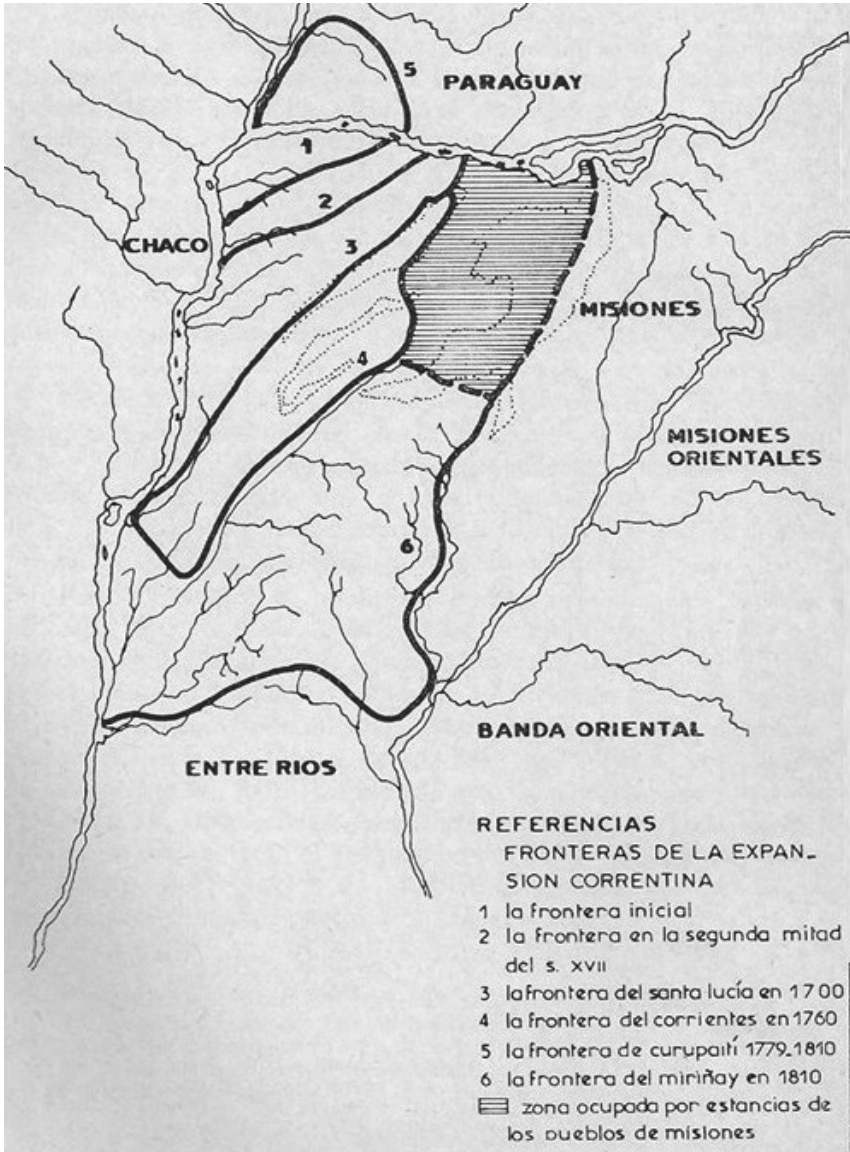 5
PARAGUAY
1
2
CHACO
3
MISIONES
4
MISIONES
ORIENTALES
6
BANDA ORIENTAL
ENTRE RIOS
REFERENCIAS
FRONTERAS DE LA EXPAN_
SION CORRENTINA
1 la frontera inicial
2 la frontera en la segunda mitad
del s. XVII
3 la frontera del santa lucía en 1700
4 la frontera del corrientes en 1760
5 la frontera de curupaití 1779_1810
6 la frontera del miriñay en 1810
zona ocupada por estancias de
los pueblos de misiones